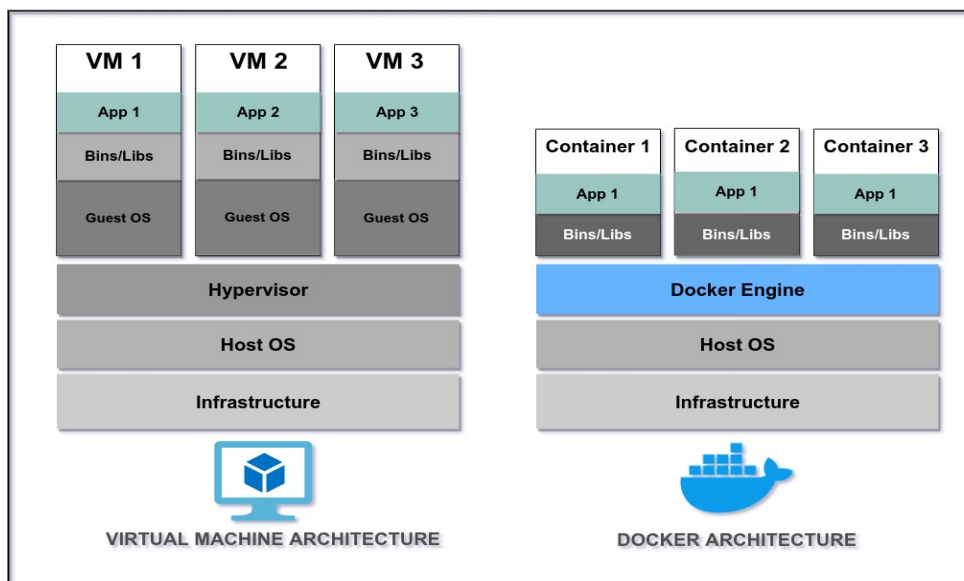 VM 1
VM 2
VM 3
App 1
App 2
App 3
Bins/Libs
Bins/Libs
Bins/Libs
Guest OS
Guest OS
Guest OS
Hypervisor
Host OS
Infrastructure
VIRTUAL MACHINE ARCHITECTURE
Container 1
Container 2
Container 3
App 1
App 1
App 1
Bins/Libs
Bins/Libs
Bins/Libs
Docker Engine
Host OS
Infrastructure
DOCKER ARCHITECTURE